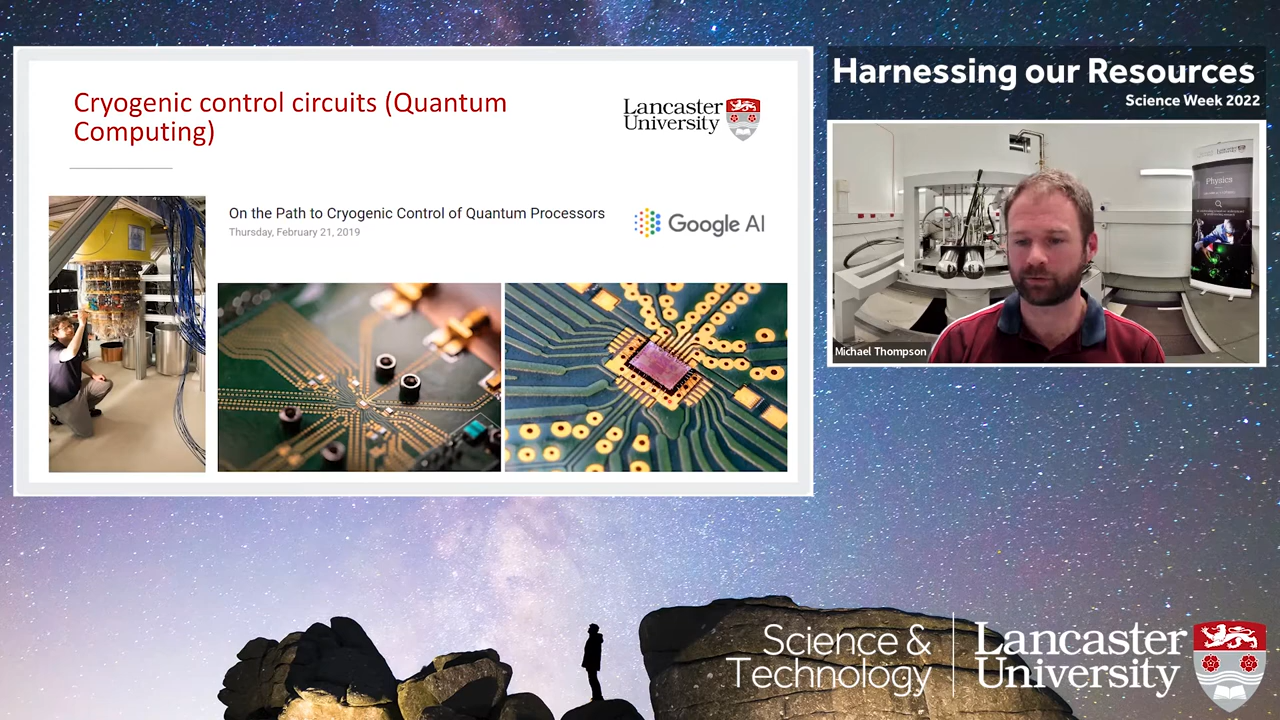 Cryogenic control circuits (Quantum
Computing)
Lancaster
University
On the Path to Cryogenic Control of Quantum Processors
Thursday, February 21, 2019
Google AI
Harnessing our Resources
Science Week 2022
Physics
Michael Thompson
Science &
Technology
Lancaster
University